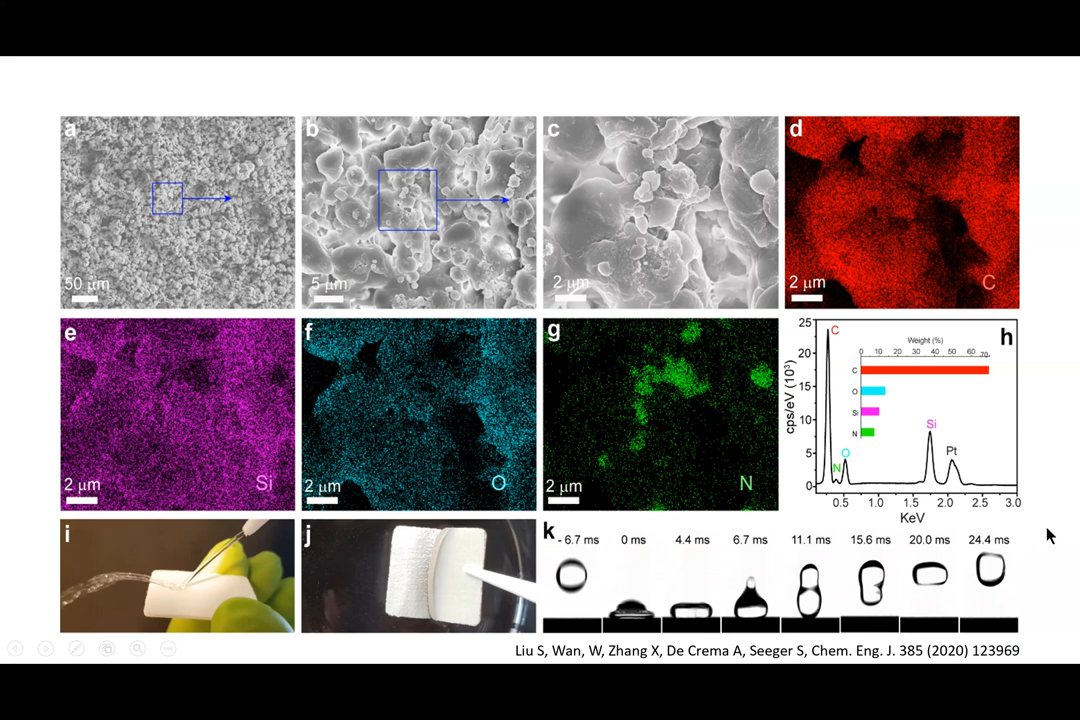 a
50 μm
b
5 μm
c
2 μm
d
2 μm
C
e
2 μm
Si
f
2 μm
O
g
2 μm
N
h
cps/eV (10³)
25
20
15
10
5
0
0.5 1.0 1.5 2.0 2.5 3.0
KeV
C
N
O
Si
Pt
Weight (%)
0 10 20 30 40 50 60 70
C
O
Si
N
i
j
k
- 6.7 ms 0 ms 4.4 ms 6.7 ms 11.1 ms 15.6 ms 20.0 ms 24.4 ms
Liu S, Wan, W, Zhang X, De Crema A, Seeger S, Chem. Eng. J. 385 (2020) 123969